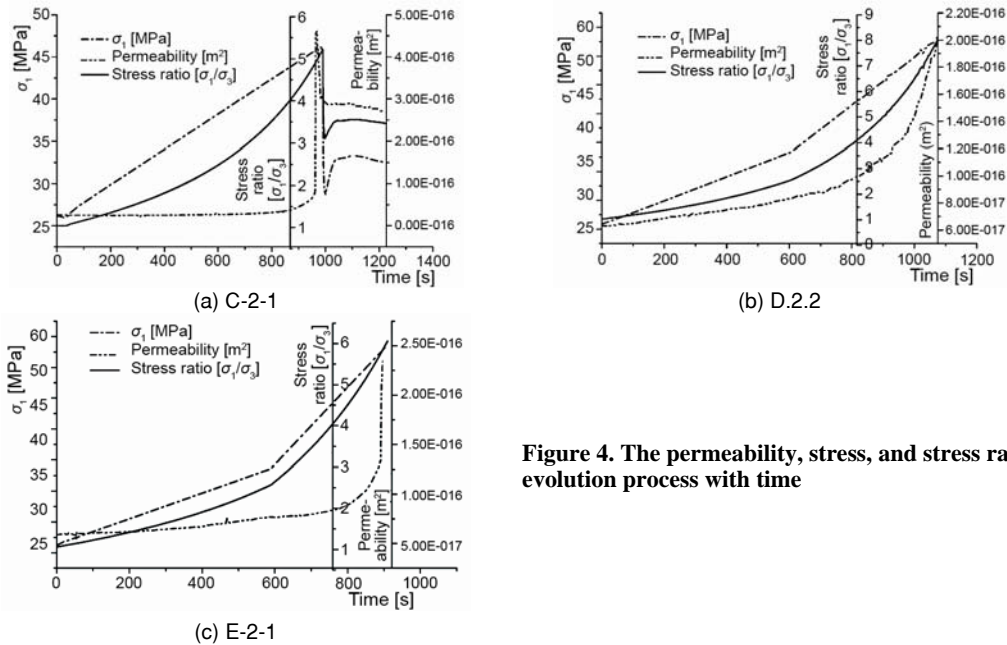 50
45
40
35
30
25
σ1 [MPa]
σ1 [MPa]
Permeability [m²]
Stress ratio [σ1/σ3]
6
5
4
3
2
1
Stress ratio [σ1/σ3]
Permea-
bility [m²]
5.00E-016
4.00E-016
3.00E-016
2.00E-016
1.00E-016
0.00E-016
0 200 400 600 800 1000 1200 1400
Time [s]
(a) C-2-1
60
56
52
46
42
38
32
26
σ1 [MPa]
σ1 [MPa]
Permeability [m²]
Stress ratio [σ1/σ3]
9
8
7
6
5
4
3
2
1
0
Stress
ratio [σ1/σ3]
Permeability (m²)
2.20E-016
2.00E-016
1.80E-016
1.60E-016
1.40E-016
1.20E-016
1.00E-016
8.00E-017
6.00E-017
0 200 400 600 800 1000 1200
Time [s]
(b) D.2.2
60
55
50
45
40
35
30
25
σ1 [MPa]
σ1 [MPa]
Permeability [m²]
Stress ratio [σ1/σ3]
6
5
4
3
2
1
Stress
ratio [σ1/σ3]
Perme-
ability [m²]
2.50E-016
2.00E-016
1.50E-016
1.00E-016
5.00E-017
0 200 400 600 800 1000
Time [s]
(c) E-2-1
Figure 4. The permeability, stress, and stress ra
evolution process with time